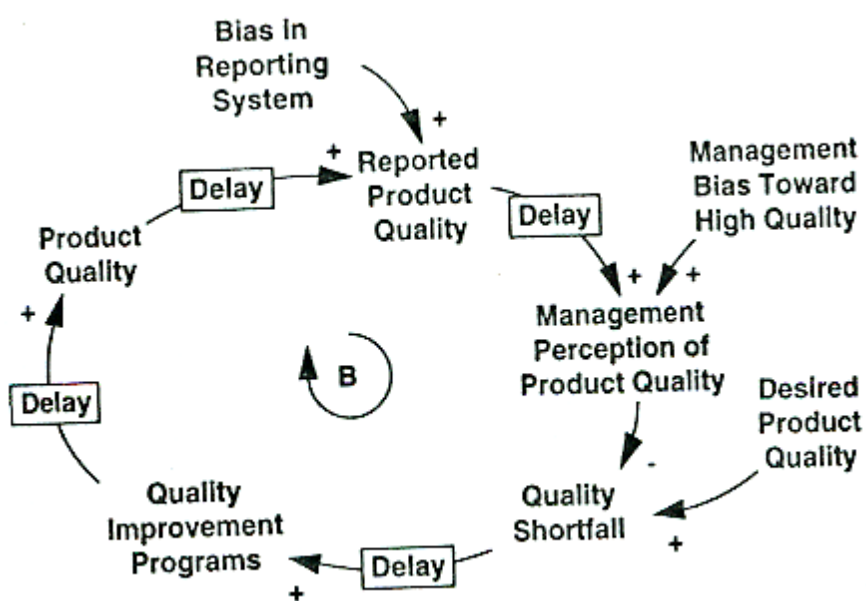 Bias in
Reporting
System
+
+
Reported
Product
Quality
Delay
Management
Bias Toward
High Quality
Delay
Product
Quality
+
+
+
Management
Perception of
Product Quality
B
Delay
Desired
Product
Quality
-
Quality
Shortfall
+
Quality
Improvement
Programs
Delay
+